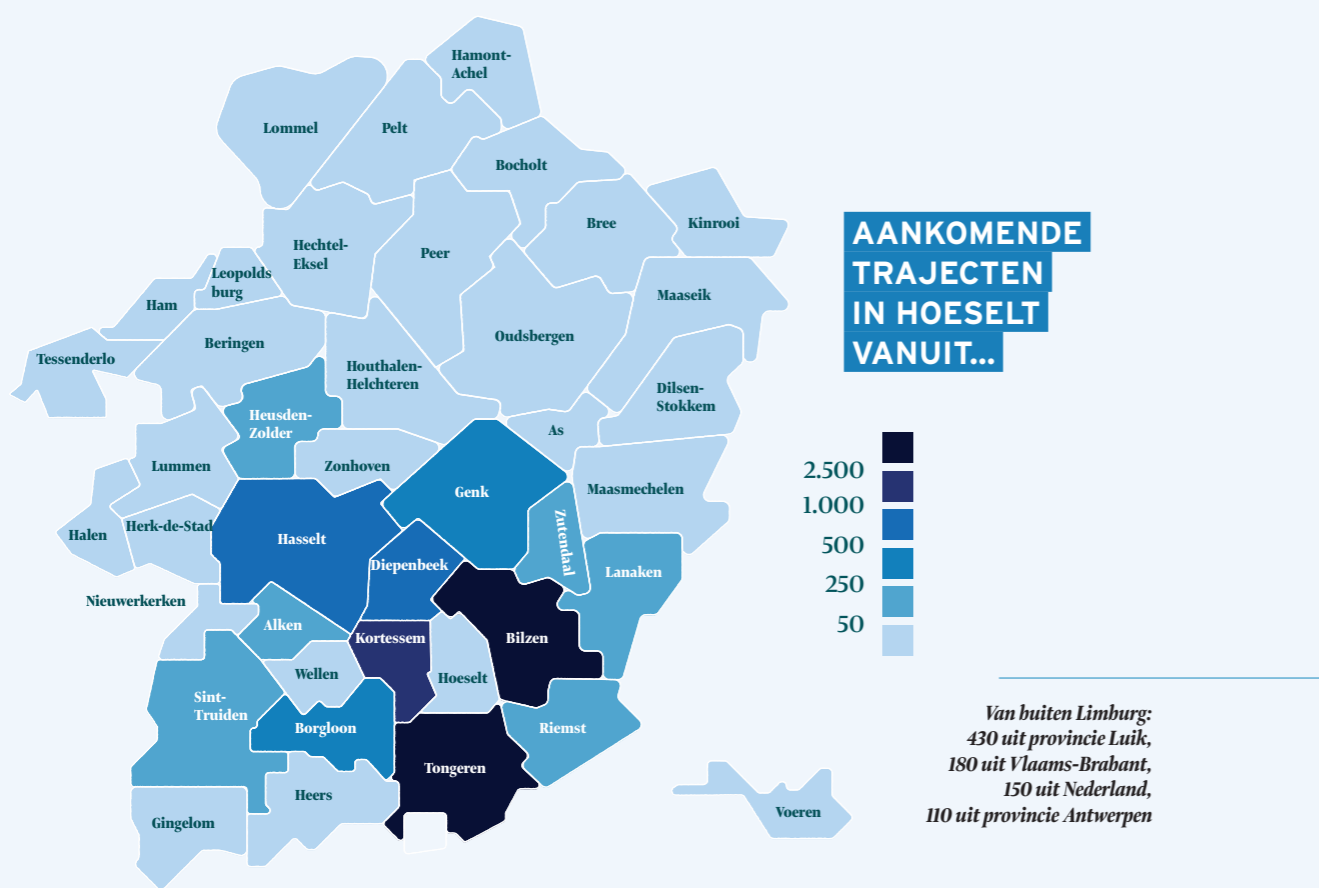 Hamont-
Achel
Lommel
Pelt
Bocholt
Bree
Kinrooi
Hechtel-
Eksel
Peer
Leopolds
burg
Ham
Maaseik
Oudsbergen
Beringen
Tessenderlo
Houthalen-
Helchteren
Dilsen-
Stokkem
Heusden-
Zolder
As
Lummen
Zonhoven
Genk
Maasmechelen
Halen
Herk-de-Stad
Hasselt
Zutendaal
Diepenbeek
Lanaken
Nieuwerkerken
Alken
Kortessem
Bilzen
Wellen
Hoeselt
Sint-
Truiden
Borgloon
Riemst
Tongeren
Heers
Gingelom
Voeren
AANKOMENDE
TRAJECTEN
IN HOESELT
VANUIT...
2.500
1.000
500
250
50
Van buiten Limburg:
430 uit provincie Luik,
180 uit Vlaams-Brabant,
150 uit Nederland,
110 uit provincie Antwerpen